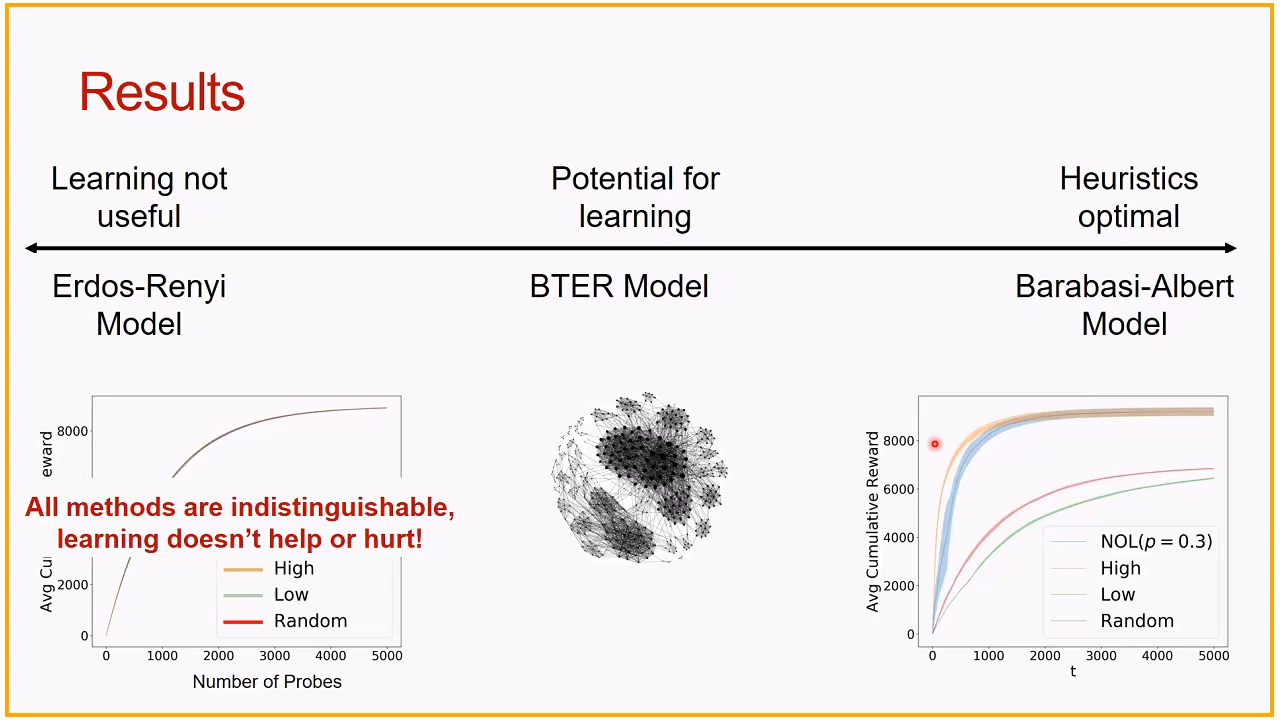 Results
Learning not
useful
Potential for
learning
Heuristics
optimal
Erdos-Renyi
Model
BTER Model
Barabasi-Albert
Model
8000
2000
0
All methods are indistinguishable,
learning doesn't help or hurt!
High
Low
Random
0 1000 2000 3000 4000 5000
Number of Probes
Avg Cumulative Reward
8000
6000
4000
2000
0
NOL(p = 0.3)
High
Low
Random
0 1000 2000 3000 4000 5000
t